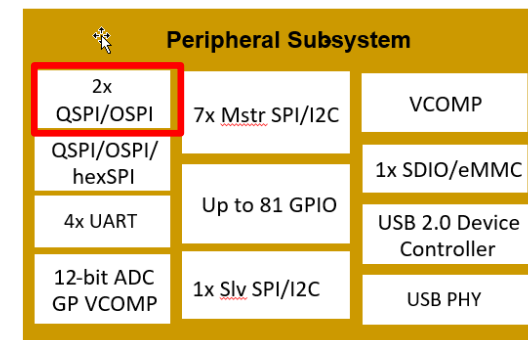 Peripheral Subsystem
2x
QSPI/OSPI
QSPI/OSPI/
hexSPI
4x UART
12-bit ADC
GP VCOMP
7x Mstr SPI/I2C
Up to 81 GPIO
1x Slv SPI/I2C
VCOMP
1x SDIO/eMMC
USB 2.0 Device
Controller
USB PHY